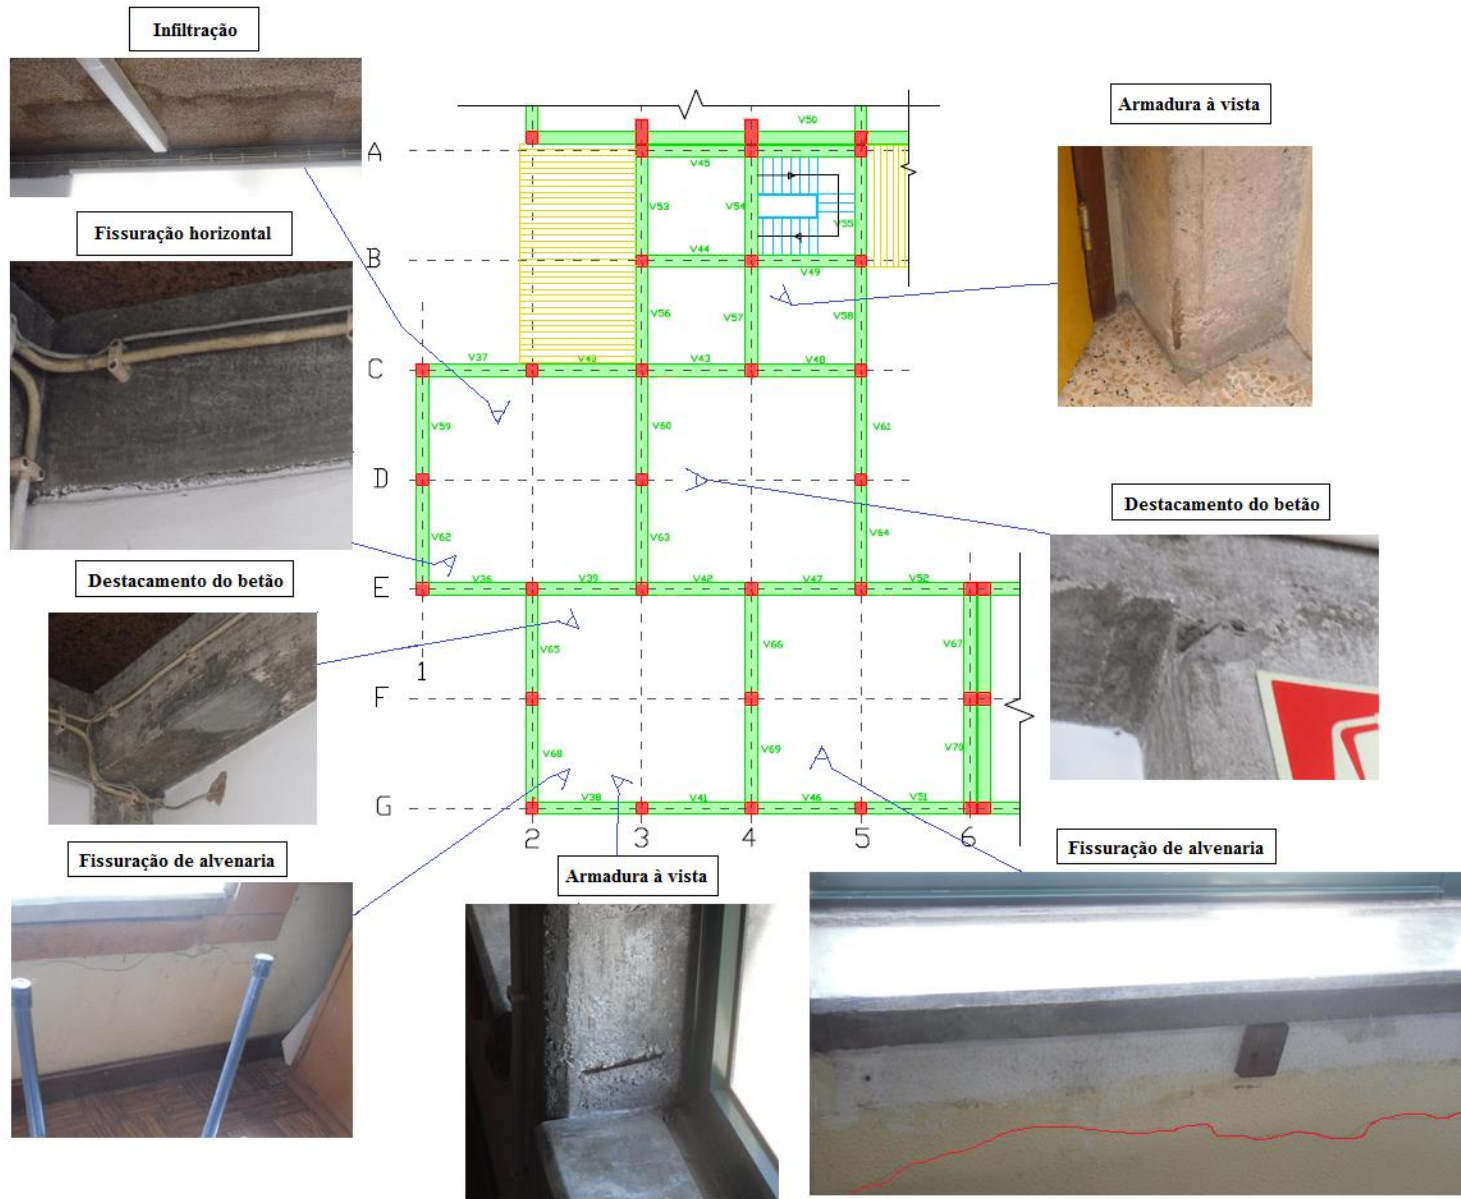 Infiltração
Armadura à vista
Fissuração horizontal
Destacamento do betão
Destacamento do betão
Fissuração de alvenaria
Armadura à vista
Fissuração de alvenaria
V50
A
V45
V53
V54
V55
B
V44
V49
V56
V57
V58
C
V37
V40
V43
V48
V59
V60
V61
D
V62
V63
V64
E
V36
V39
V42
V47
V52
V65
V66
V67
1
F
V68
V69
V70
G
V38
V41
V46
V51
2
3
4
5
6